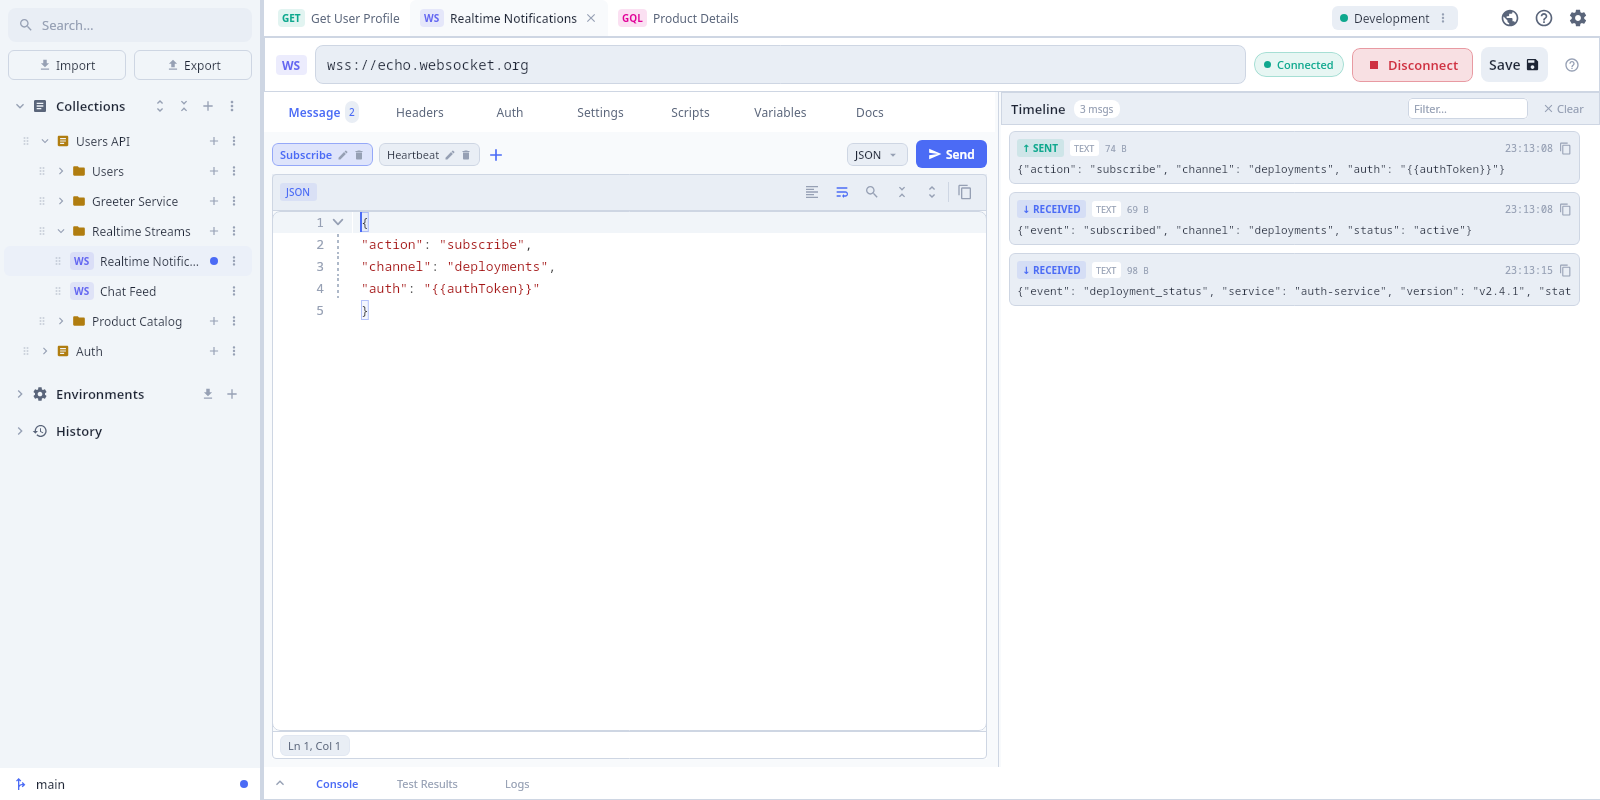 Search...
Import
Export
Collections
Users API
Users
Greeter Service
Realtime Streams
WS Realtime Notific...
WS Chat Feed
Product Catalog
Auth
Environments
History
main
GET Get User Profile
WS Realtime Notifications
GQL Product Details
Development
WS wss://echo.websocket.org
Connected
Disconnect
Save
Message 2
Headers
Auth
Settings
Scripts
Variables
Docs
Subscribe
Heartbeat
JSON
Send
JSON
1 {
2 "action": "subscribe",
3 "channel": "deployments",
4 "auth": "{{authToken}}"
5 }
Ln 1, Col 1
Timeline 3 msgs
Filter...
Clear
↑ SENT TEXT 74 B 23:13:08
{"action": "subscribe", "channel": "deployments", "auth": "{{authToken}}"}
↓ RECEIVED TEXT 69 B 23:13:08
{"event": "subscribed", "channel": "deployments", "status": "active"}
↓ RECEIVED TEXT 98 B 23:13:15
{"event": "deployment_status", "service": "auth-service", "version": "v2.4.1", "stat
Console
Test Results
Logs